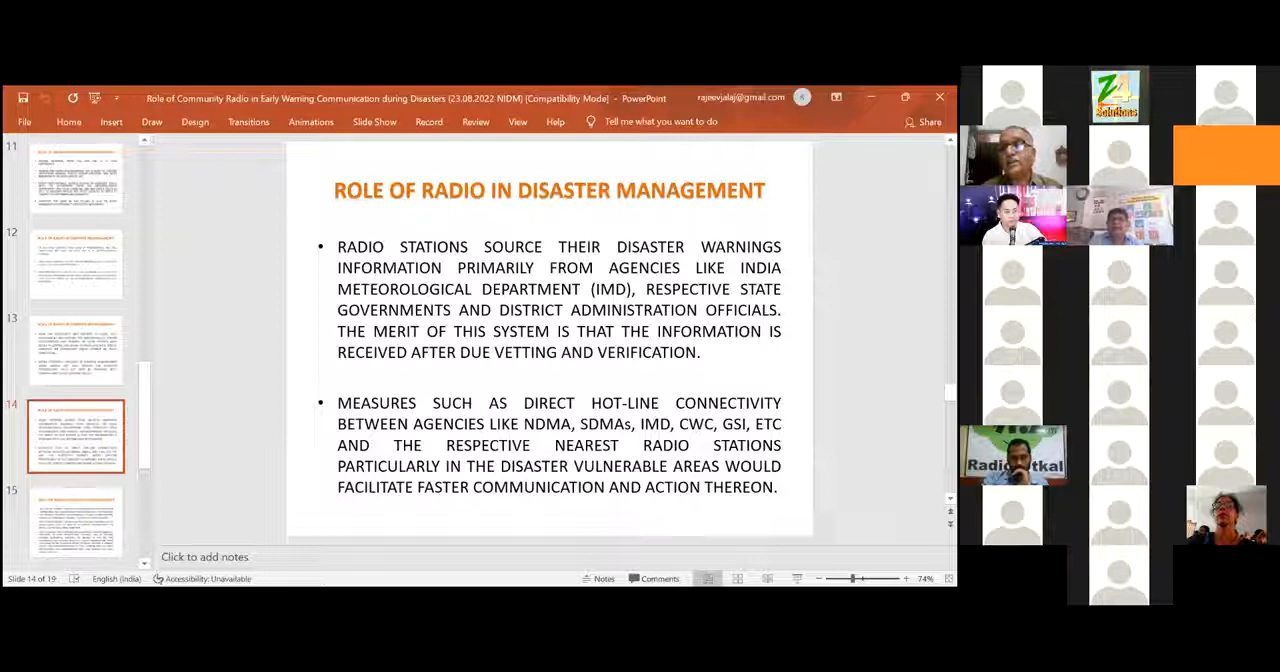 Role of Community Radio in Early Warning Communication during Disasters (23.08.2022 NIDM) [Compatibility Mode] - PowerPoint
rajeevjalaj@gmail.com
File Home Insert Draw Design Transitions Animations Slide Show Record Review View Help Tell me what you want to do Share
11
12
13
14
15
ROLE OF RADIO IN DISASTER MANAGEMENT
• RADIO STATIONS SOURCE THEIR DISASTER WARNINGS
INFORMATION PRIMARILY FROM AGENCIES LIKE INDIA
METEOROLOGICAL DEPARTMENT (IMD), RESPECTIVE STATE
GOVERNMENTS AND DISTRICT ADMINISTRATION OFFICIALS.
THE MERIT OF THIS SYSTEM IS THAT THE INFORMATION IS
RECEIVED AFTER DUE VETTING AND VERIFICATION.
• MEASURES SUCH AS DIRECT HOT-LINE CONNECTIVITY
BETWEEN AGENCIES LIKE NDMA, SDMAs, IMD, CWC, GSI, ETC
AND THE RESPECTIVE NEAREST RADIO STATIONS
PARTICULARLY IN THE DISASTER VULNERABLE AREAS WOULD
FACILITATE FASTER COMMUNICATION AND ACTION THEREON.
Click to add notes
Slide 14 of 19 English (India) Accessibility: Unavailable Notes Comments 74%
Z4
Solutions